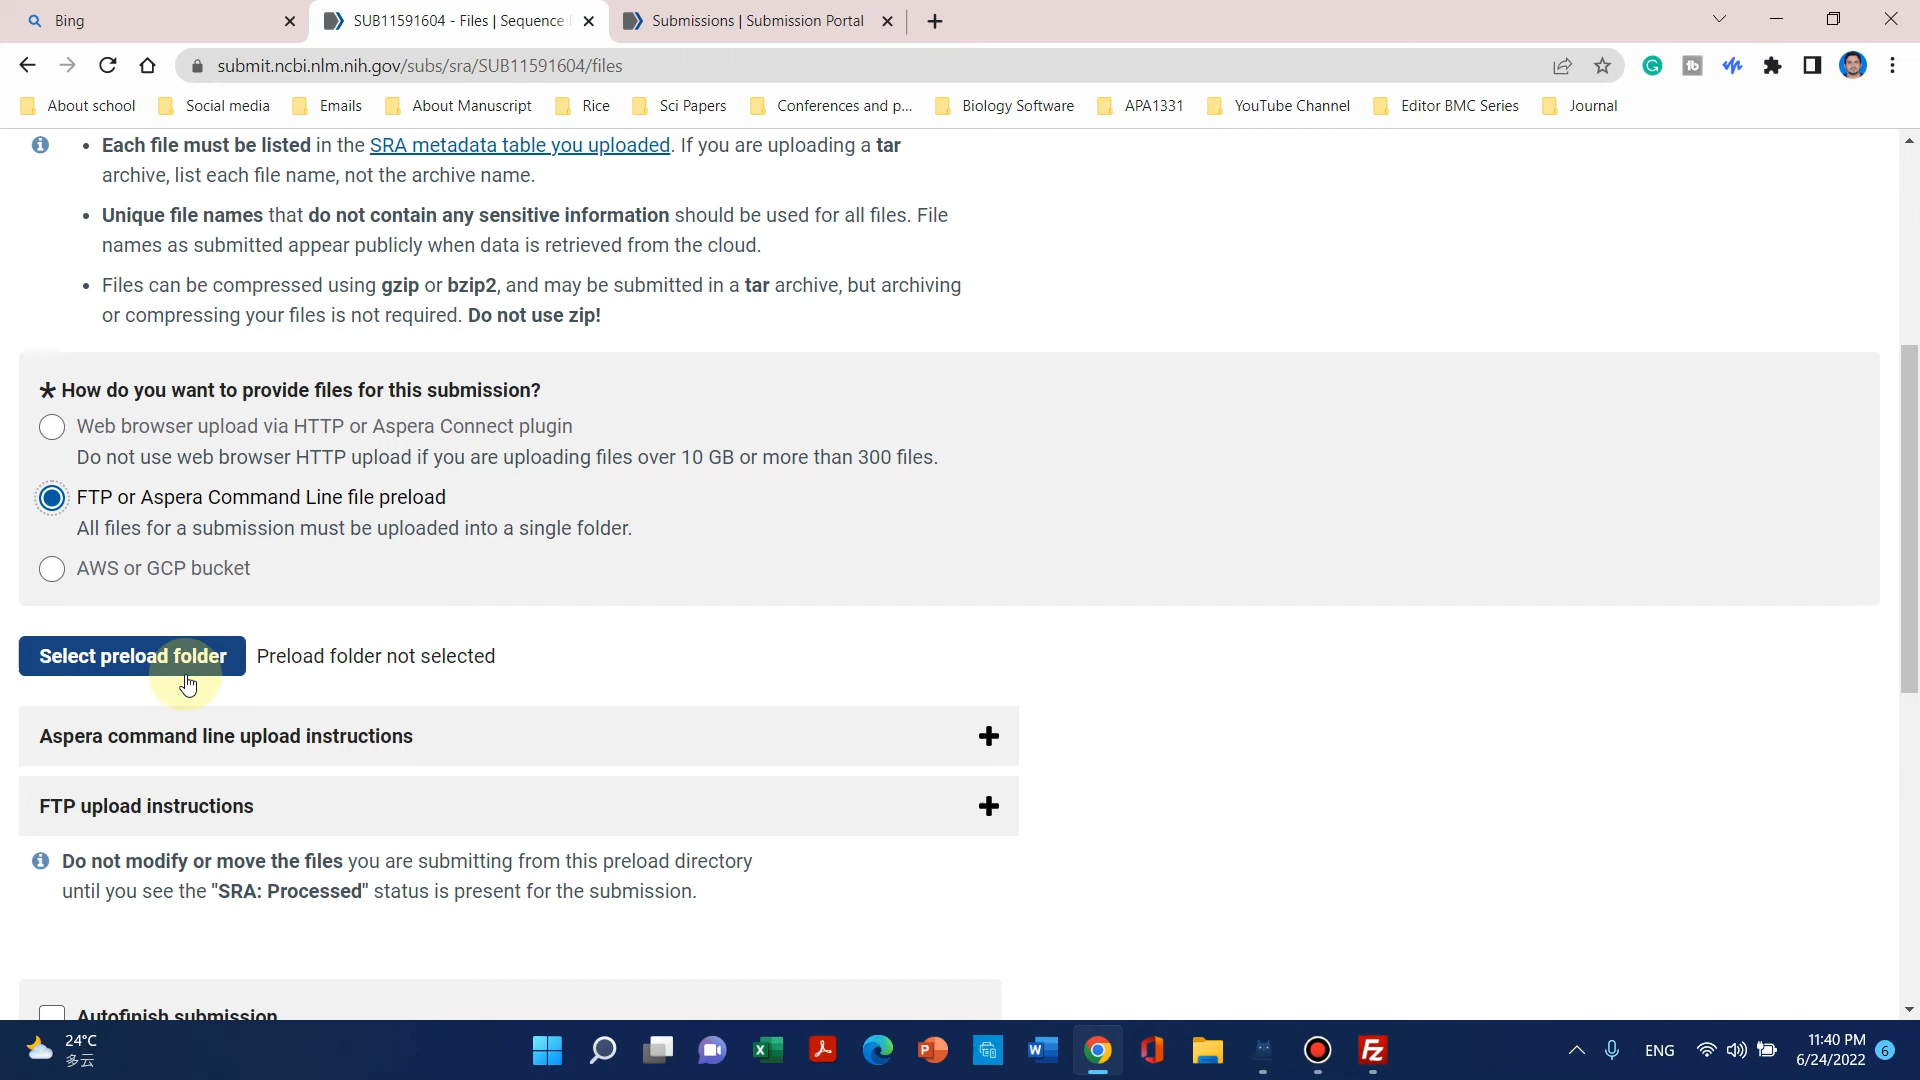 Bing
SUB11591604 - Files | Sequence
Submissions | Submission Portal
submit.ncbi.nlm.nih.gov/subs/sra/SUB11591604/files
About school
Social media
Emails
About Manuscript
Rice
Sci Papers
Conferences and p...
Biology Software
APA1331
YouTube Channel
Editor BMC Series
Journal
• Each file must be listed in the SRA metadata table you uploaded. If you are uploading a tar
archive, list each file name, not the archive name.
• Unique file names that do not contain any sensitive information should be used for all files. File
names as submitted appear publicly when data is retrieved from the cloud.
• Files can be compressed using gzip or bzip2, and may be submitted in a tar archive, but archiving
or compressing your files is not required. Do not use zip!
* How do you want to provide files for this submission?
Web browser upload via HTTP or Aspera Connect plugin
Do not use web browser HTTP upload if you are uploading files over 10 GB or more than 300 files.
FTP or Aspera Command Line file preload
All files for a submission must be uploaded into a single folder.
AWS or GCP bucket
Select preload folder
Preload folder not selected
Aspera command line upload instructions
FTP upload instructions
Do not modify or move the files you are submitting from this preload directory
until you see the "SRA: Processed" status is present for the submission.
Autofinish submission
24°C
多云
ENG
11:40 PM
6/24/2022
6